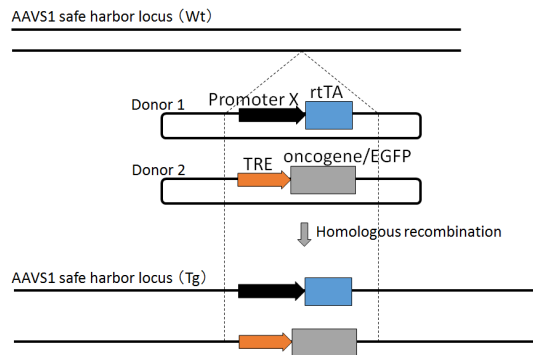 AAVS1 safe harbor locus（Wt）
Promoter X
rtTA
Donor 1
TRE
oncogene/EGFP
Donor 2
Homologous recombination
AAVS1 safe harbor locus（Tg）